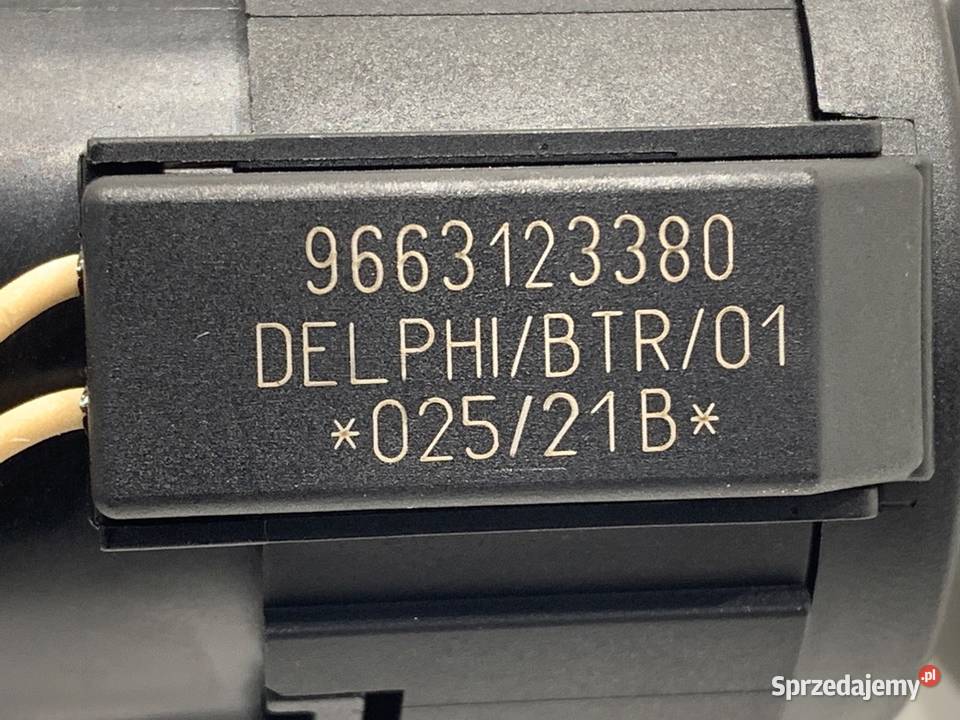 9663123380
DELPHI/BTR/01
*025/21B*
Sprzedajemy.pl